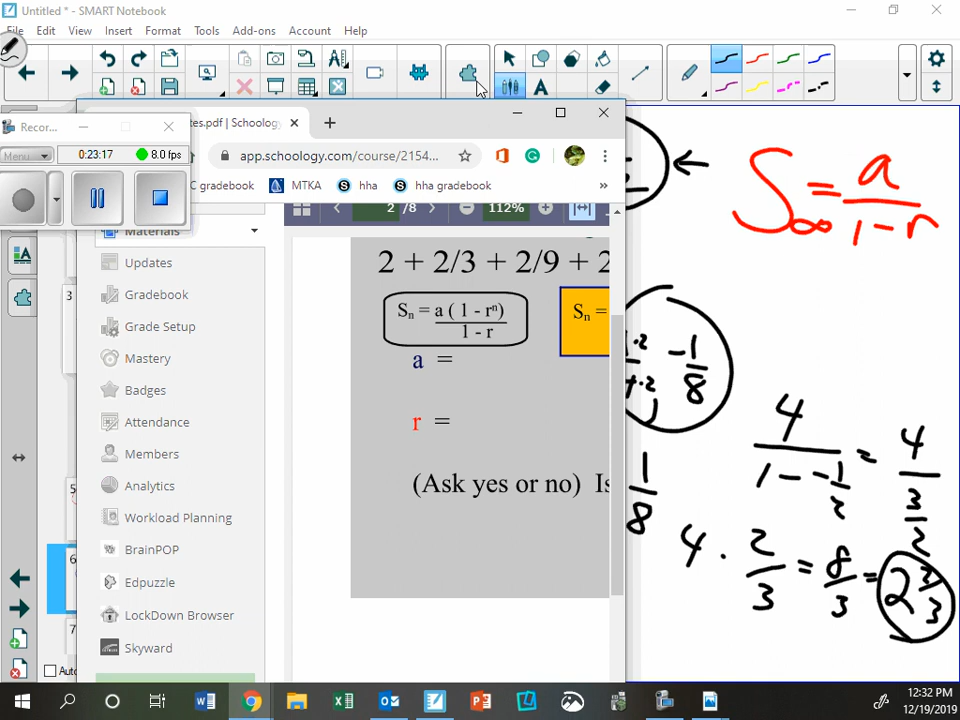 Untitled * - SMART Notebook
File Edit View Insert Format Tools Add-ons Account Help
Recor...
Menu
0:23:17
8.0 fps
tes.pdf | Schoology
app.schoology.com/course/2154...
C gradebook
MTKA
hha
hha gradebook
»
2 / 8
112%
Materials
Updates
Gradebook
Grade Setup
Mastery
Badges
Attendance
Members
Analytics
Workload Planning
BrainPOP
Edpuzzle
LockDown Browser
Skyward
2 + 2/3 + 2/9 + 2
Sₙ = a ( 1 - rⁿ)
1 - r
Sₙ =
a =
r =
(Ask yes or no) Is
S∞ = a
1 - r
- 1
8
1
8
4 = 4
1 - - 1/2 3/2
4 · 2/3 = 8/3 = 2 2/3
3
5
6
7
Auto
12:32 PM
12/19/2019